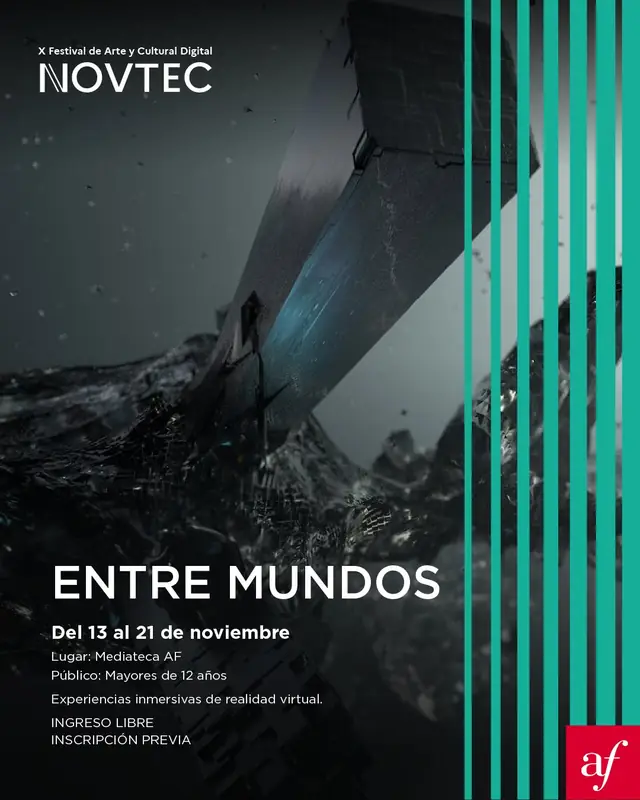 X Festival de Arte y Cultural Digital
NOVTEC
ENTRE MUNDOS
Del 13 al 21 de noviembre
Lugar: Mediateca AF
Público: Mayores de 12 años
Experiencias inmersivas de realidad virtual.
INGRESO LIBRE
INSCRIPCIÓN PREVIA
af